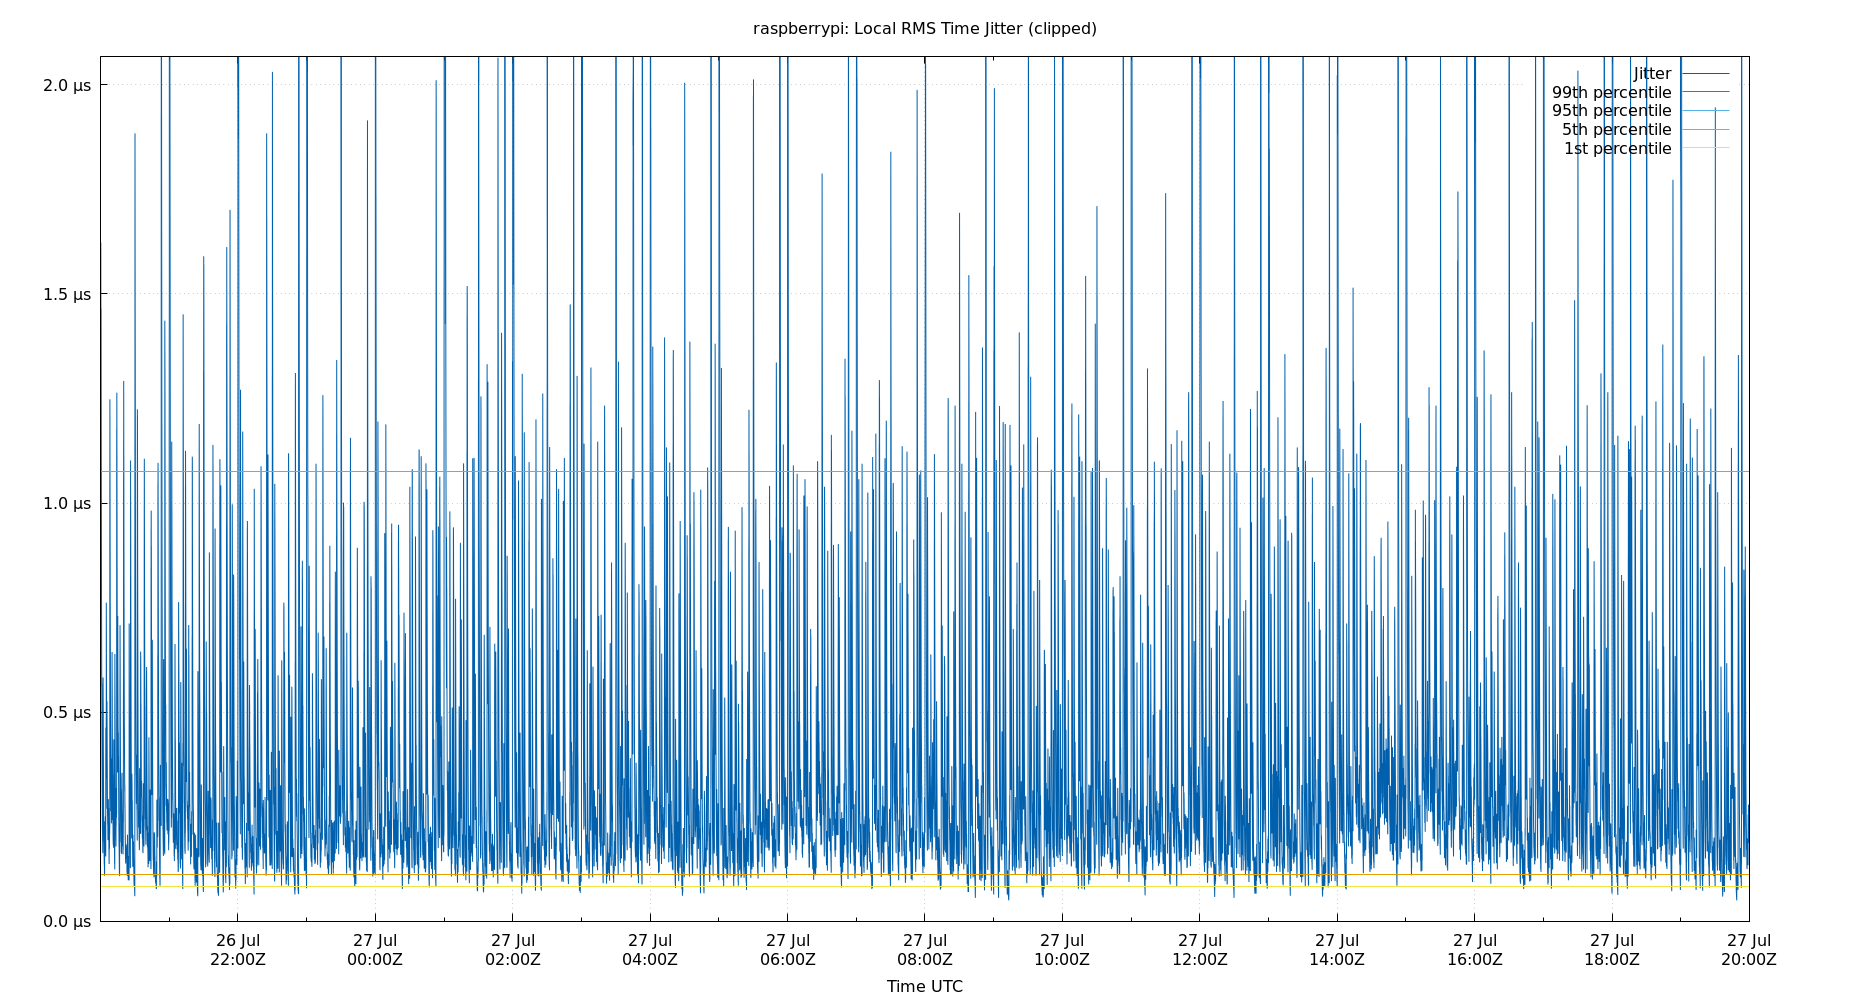 raspberrypi: Local RMS Time Jitter (clipped)
Jitter
99th percentile
95th percentile
5th percentile
1st percentile
2.0 µs
1.5 µs
1.0 µs
0.5 µs
0.0 µs
26 Jul 27 Jul 27 Jul 27 Jul 27 Jul 27 Jul 27 Jul 27 Jul 27 Jul 27 Jul 27 Jul 27 Jul
22:00Z 00:00Z 02:00Z 04:00Z 06:00Z 08:00Z 10:00Z 12:00Z 14:00Z 16:00Z 18:00Z 20:00Z
Time UTC